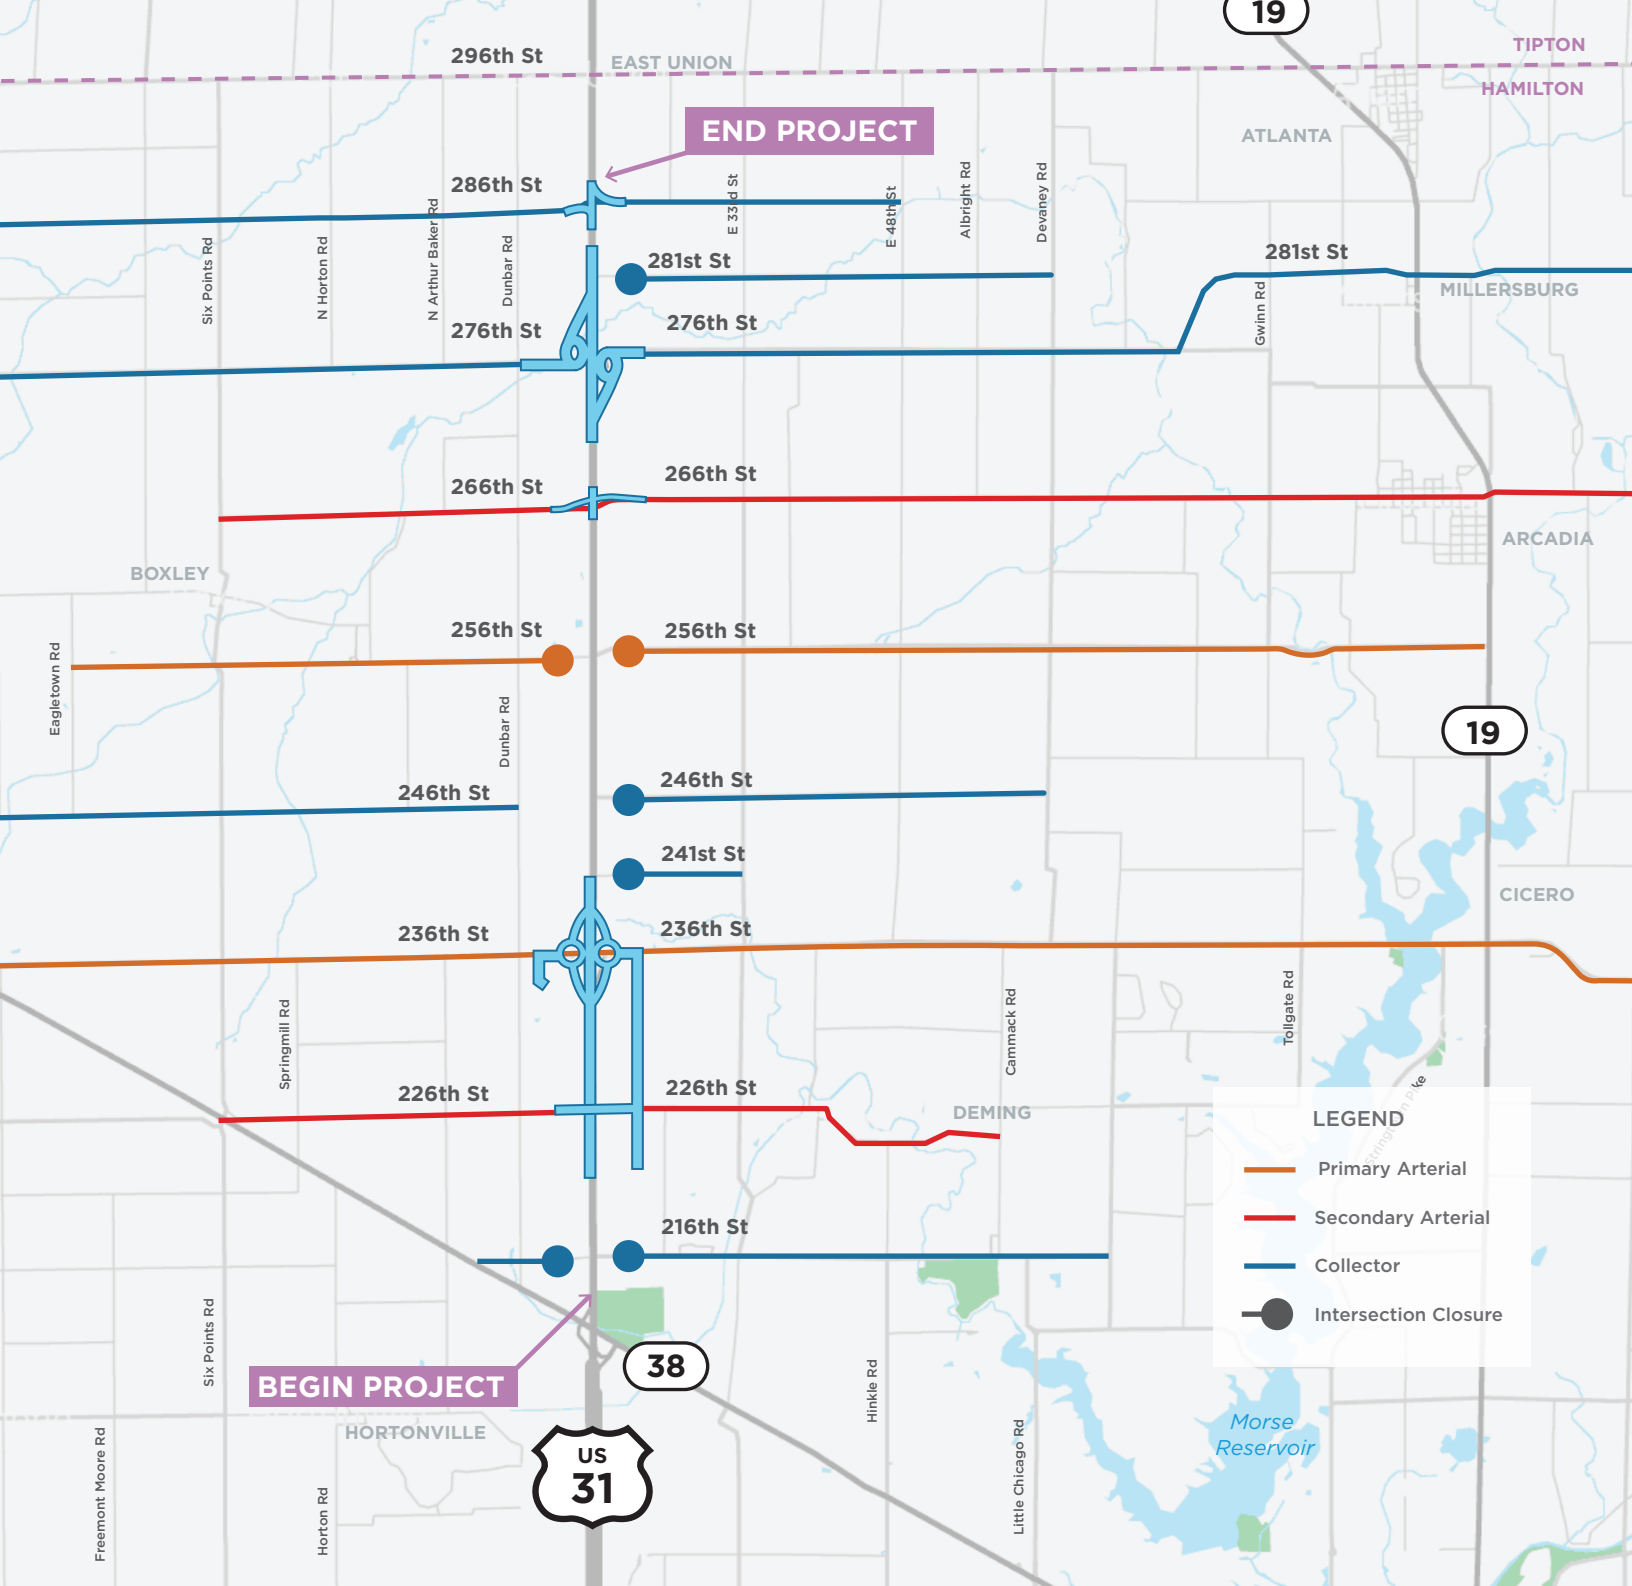 19
TIPTON
296th St
EAST UNION
HAMILTON
END PROJECT
ATLANTA
286th St
E 33rd St
E 48th St
Albright Rd
Devaney Rd
Six Points Rd
N Horton Rd
N Arthur Baker Rd
Dunbar Rd
281st St
281st St
MILLERSBURG
Gwinn Rd
276th St
276th St
266th St
266th St
ARCADIA
BOXLEY
256th St
256th St
Eagletown Rd
Dunbar Rd
19
246th St
246th St
241st St
CICERO
236th St
236th St
Springmill Rd
Cammack Rd
Tollgate Rd
226th St
226th St
DEMING
Pike
LEGEND
Primary Arterial
Secondary Arterial
Collector
Intersection Closure
216th St
Six Points Rd
BEGIN PROJECT
38
Hinkle Rd
HORTONVILLE
Morse
Reservoir
US
31
Freemont Moore Rd
Horton Rd
Little Chicago Rd